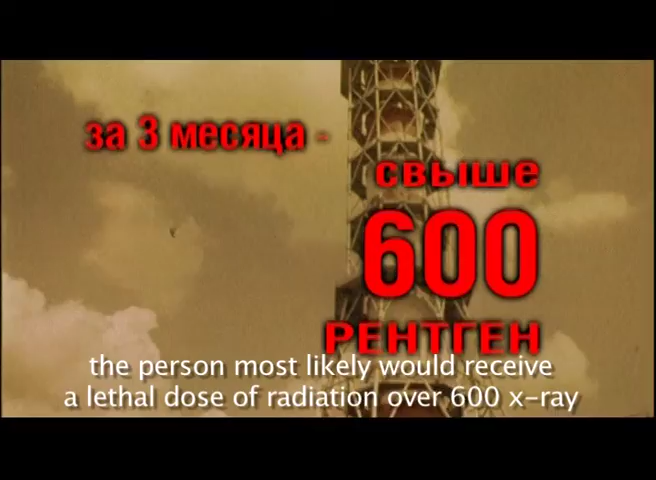 за 3 месяца -
свыше
600
РЕНТГЕН
the person most likely would receive
a lethal dose of radiation over 600 x-ray